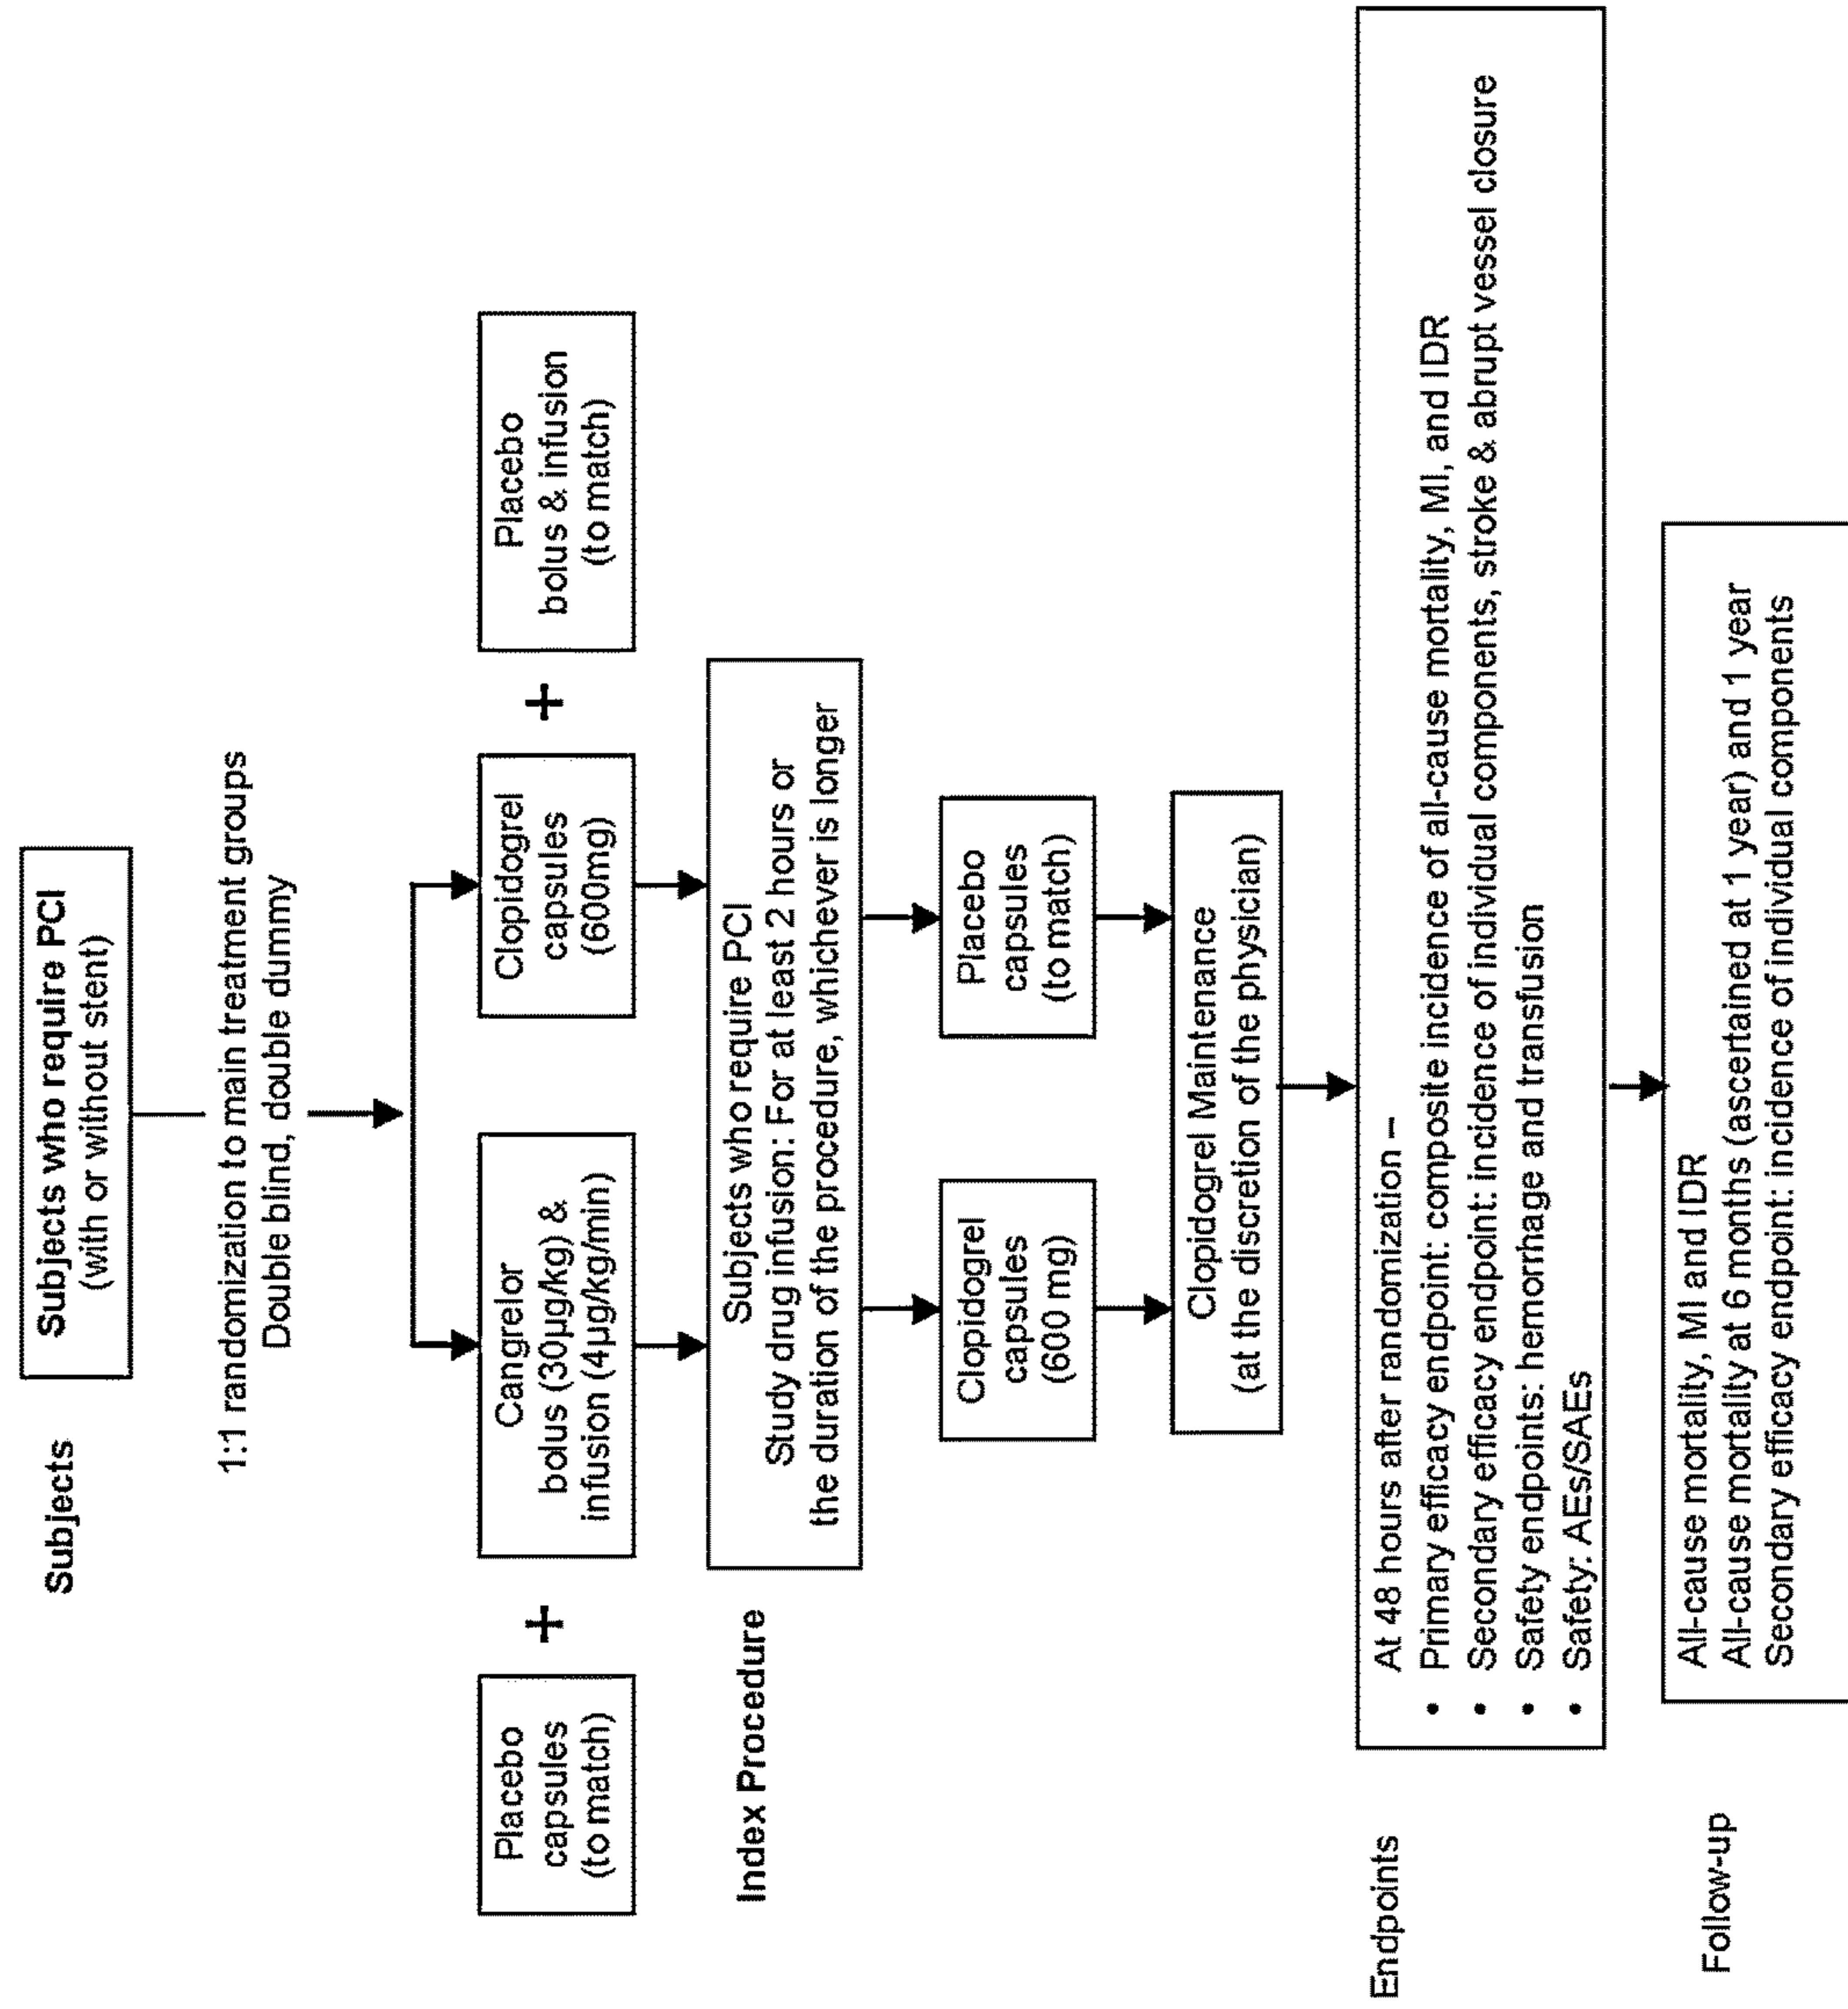 Subjects
Subjects who require PCI
(with or without stent)
1:1 randomization to main treatment groups
Double blind, double dummy
Placebo
capsules
(to match)
+
Cangrelor
bolus (30µg/kg) &
infusion (4µg/kg/min)
Clopidogrel
capsules
(600mg)
+
Placebo
bolus & infusion
(to match)
Index Procedure
Subjects who require PCI
Study drug infusion: For at least 2 hours or
the duration of the procedure, whichever is longer
Clopidogrel
capsules
(600 mg)
Placebo
capsules
(to match)
Clopidogrel Maintenance
(at the discretion of the physician)
Endpoints
At 48 hours after randomization –
• Primary efficacy endpoint: composite incidence of all-cause mortality, MI, and IDR
• Secondary efficacy endpoint: incidence of individual components, stroke & abrupt vessel closure
• Safety endpoints: hemorrhage and transfusion
• Safety: AEs/SAEs
Follow-up
All-cause mortality, MI and IDR
All-cause mortality at 6 months (ascertained at 1 year) and 1 year
Secondary efficacy endpoint: incidence of individual components